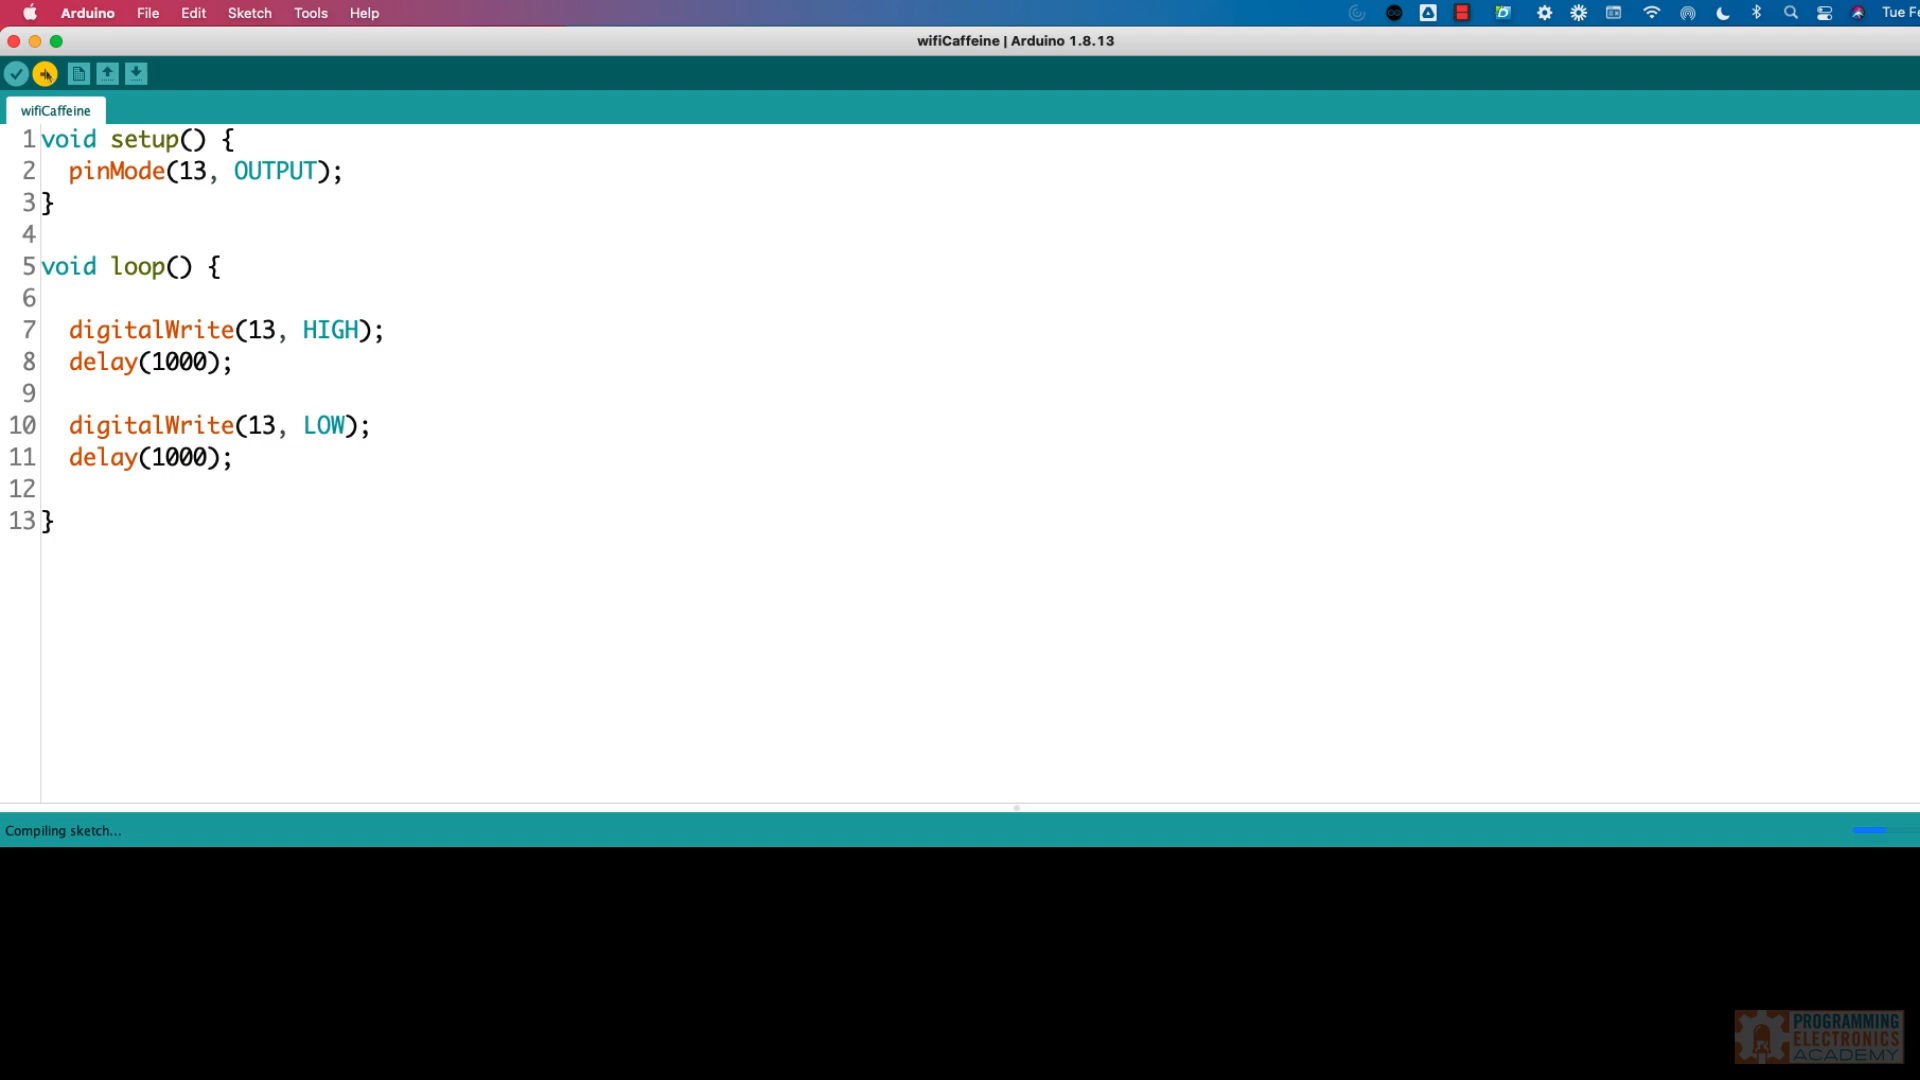 Arduino File Edit Sketch Tools Help Tue Fe
wifiCaffeine | Arduino 1.8.13
wifiCaffeine
1 void setup() {
2   pinMode(13, OUTPUT);
3 }
4
5 void loop() {
6
7   digitalWrite(13, HIGH);
8   delay(1000);
9
10   digitalWrite(13, LOW);
11   delay(1000);
12
13 }
Compiling sketch...
PROGRAMMING
ELECTRONICS
ACADEMY